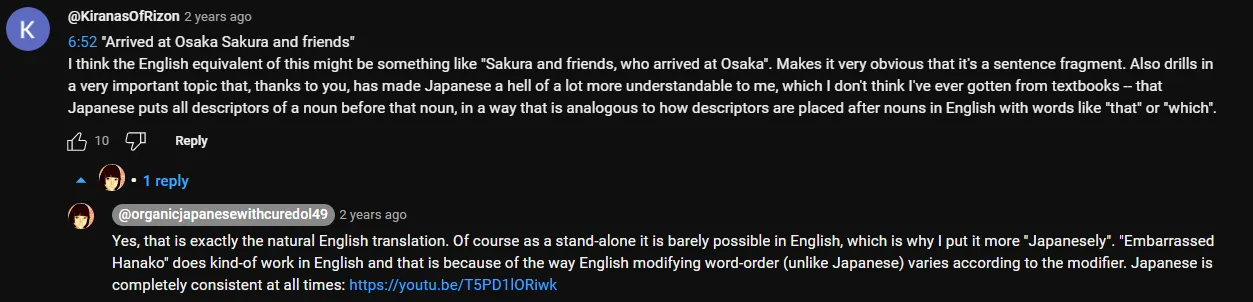 K
@KiranasOfRizon 2 years ago
6:52 "Arrived at Osaka Sakura and friends"
I think the English equivalent of this might be something like "Sakura and friends, who arrived at Osaka". Makes it very obvious that it's a sentence fragment. Also drills in
a very important topic that, thanks to you, has made Japanese a hell of a lot more understandable to me, which I don't think I've ever gotten from textbooks -- that
Japanese puts all descriptors of a noun before that noun, in a way that is analogous to how descriptors are placed after nouns in English with words like "that" or "which".
10 Reply
• 1 reply
@organicjapanesewithcuredol49 2 years ago
Yes, that is exactly the natural English translation. Of course as a stand-alone it is barely possible in English, which is why I put it more "Japanesely". "Embarrassed
Hanako" does kind-of work in English and that is because of the way English modifying word-order (unlike Japanese) varies according to the modifier. Japanese is
completely consistent at all times: https://youtu.be/T5PD1lORiwk